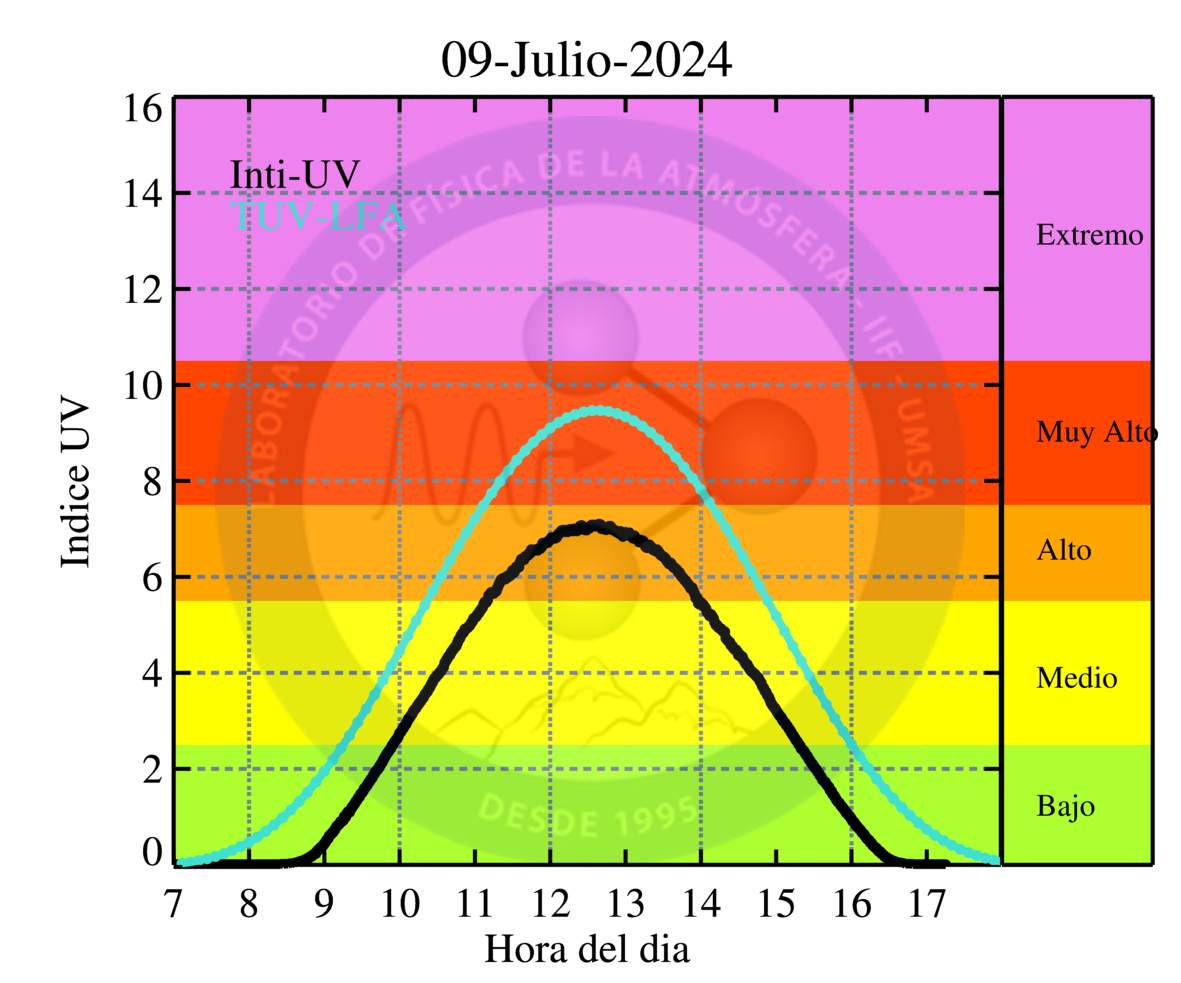 09-Julio-2024
16
14
12
10
8
6
4
2
0
Indice UV
Inti-UV
TUV-LFA
LABORATORIO DE FÍSICA DE LA ATMÓSFERA - IIF - UMSA
DESDE 1995
Extremo
Muy Alto
Alto
Medio
Bajo
7 8 9 10 11 12 13 14 15 16 17
Hora del dia